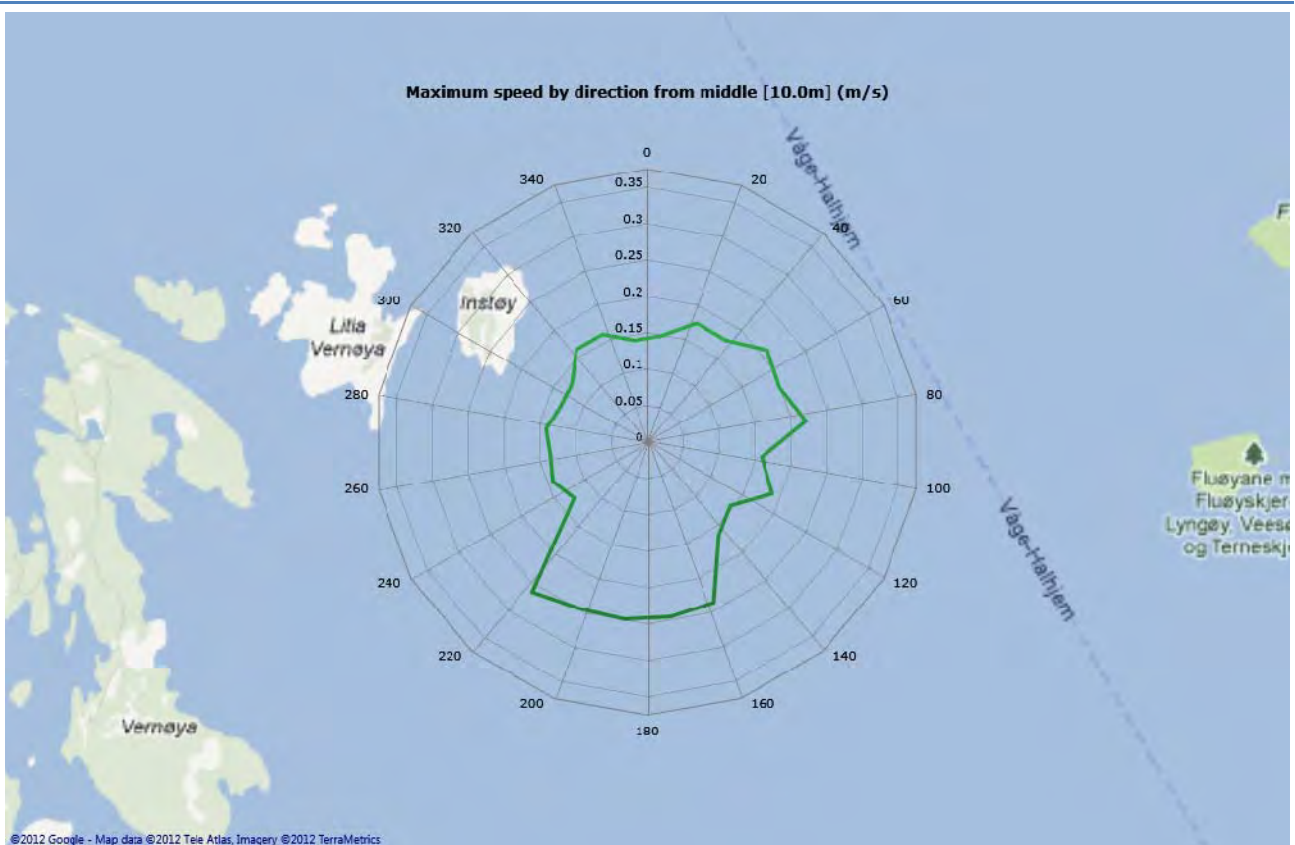 Maximum speed by direction from middle [10.0m] (m/s)
Våge-Halhjem
0
340
20
0.35
320
40
0.3
0.25
300
60
Instøy
0.2
Litla
Vernøya
0.15
0.1
280
80
0.05
0
260
100
Fluøyane
Fluøyskjer
Lyngøy,
og
Våge-Halhjem
240
120
220
140
200
160
180
Vernøya
©2012 Google - Map data ©2012 Tele Atlas, Imagery ©2012 TerraMetrics